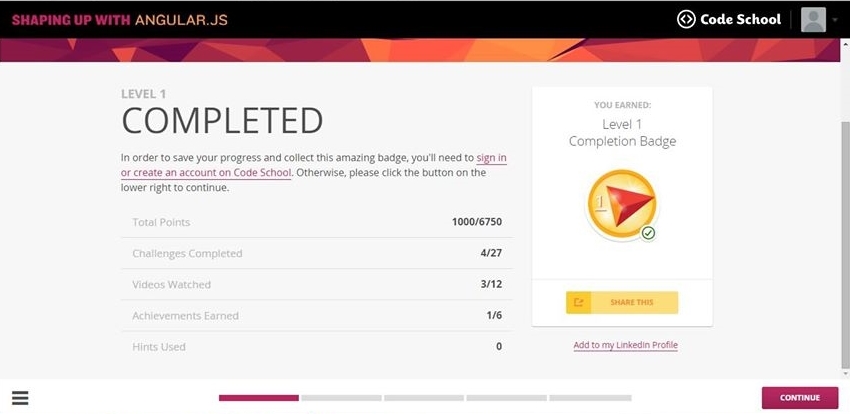 SHAPING UP WITH ANGULAR.JS
Code School
LEVEL 1
COMPLETED
In order to save your progress and collect this amazing badge, you'll need to sign in
or create an account on Code School. Otherwise, please click the button on the
lower right to continue.
Total Points 1000/6750
Challenges Completed 4/27
Videos Watched 3/12
Achievements Earned 1/6
Hints Used 0
YOU EARNED:
Level 1
Completion Badge
1
SHARE THIS
Add to my LinkedIn Profile
CONTINUE